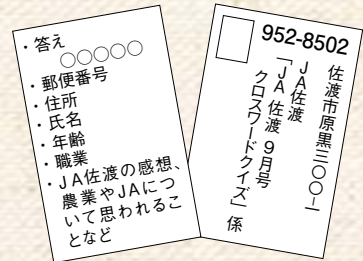 ・答え
○○○○○
・郵便番号
・住所
・氏名
・年齢
・職業
・JA佐渡の感想、
農業やJAにつ
いて思われるこ
となど
952-8502
佐渡市原黒三〇〇ー一
JA佐渡
「JA佐渡 9月号
クロスワードクイズ」係